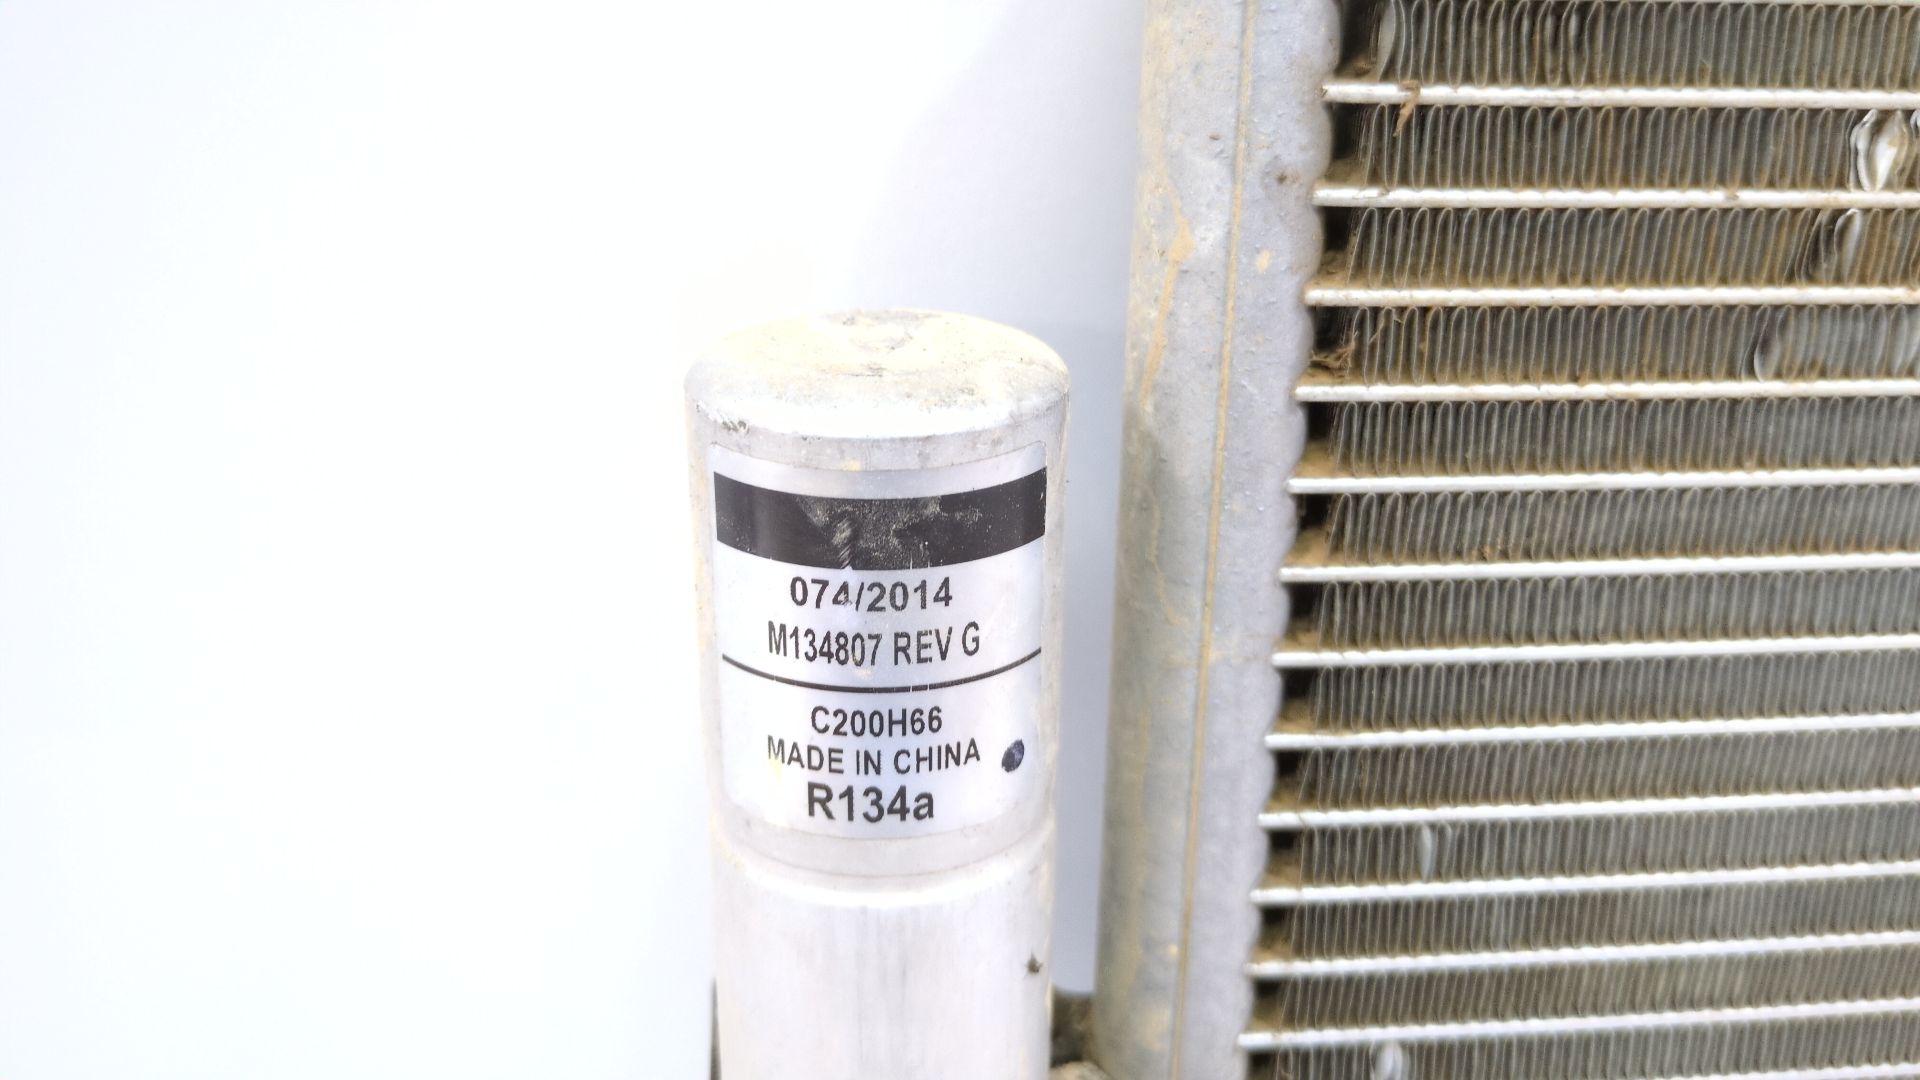 074/2014
M134807 REV G
C200H66
MADE IN CHINA
R134a